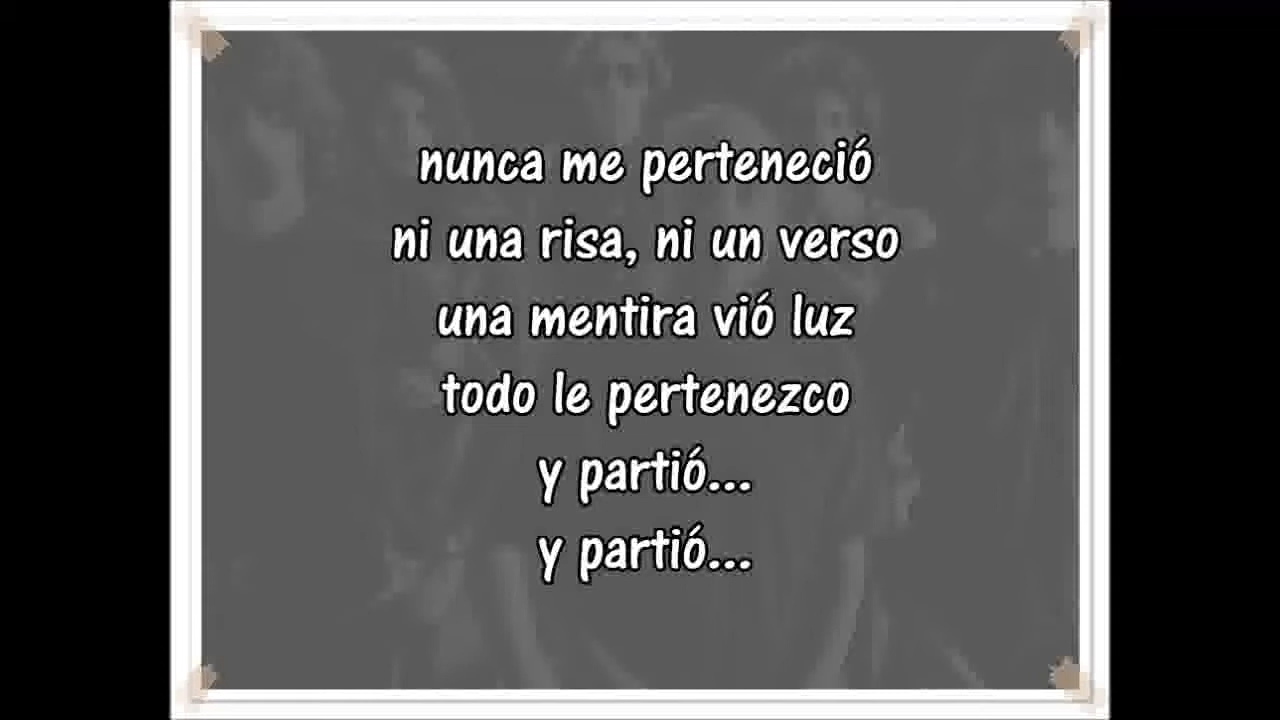 nunca me perteneció
ni una risa, ni un verso
una mentira vió luz
todo le pertenezco
y partió...
y partió...